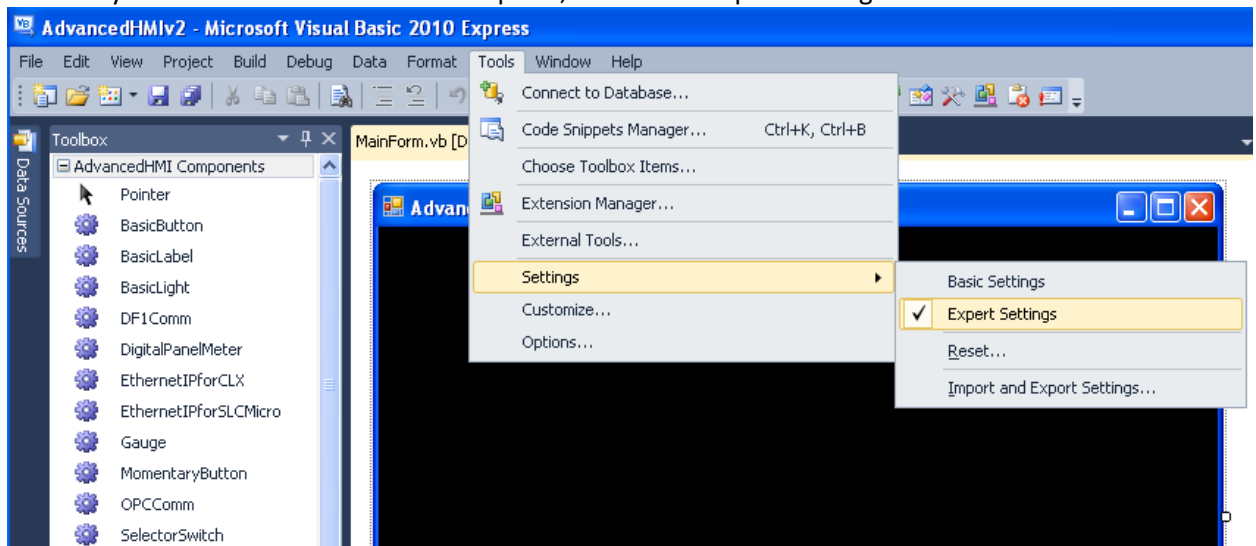 AdvancedHMIv2 - Microsoft Visual Basic 2010 Express
File Edit View Project Build Debug Data Format Tools Window Help
Connect to Database...
Code Snippets Manager... Ctrl+K, Ctrl+B
Choose Toolbox Items...
Extension Manager...
External Tools...
Settings
Customize...
Options...
Basic Settings
Expert Settings
Reset...
Import and Export Settings...
Data Sources
Toolbox
AdvancedHMI Components
Pointer
BasicButton
BasicLabel
BasicLight
DF1Comm
DigitalPanelMeter
EthernetIPforCLX
EthernetIPforSLCMicro
Gauge
MomentaryButton
OPCComm
SelectorSwitch
MainForm.vb [D
Advan